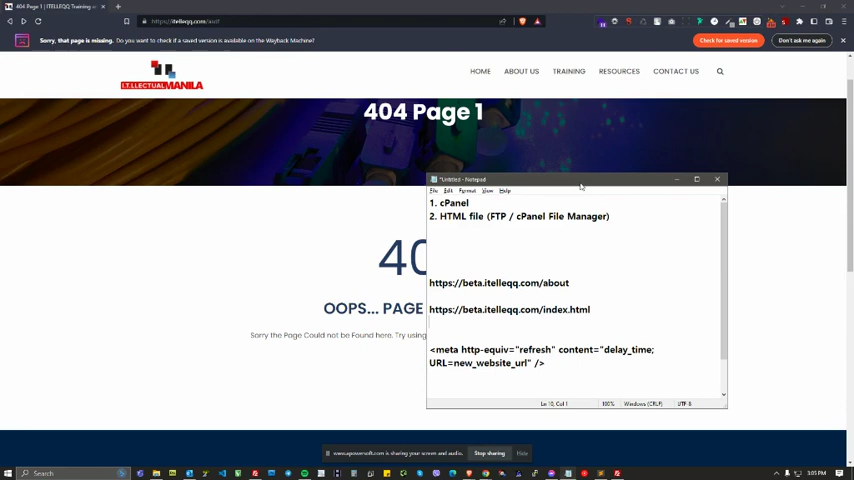 404 Page 1 | ITELLEQQ Training an
https://itelleqq.com/asdf
Sorry, that page is missing. Do you want to check if a saved version is available on the Wayback Machine?
Check for saved version
Don't ask me again
I.T.LLECTUALMANILA
HOME
ABOUT US
TRAINING
RESOURCES
CONTACT US
404 Page 1
*Untitled - Notepad
File Edit Format View Help
1. cPanel
2. HTML file (FTP / cPanel File Manager)
https://beta.itelleqq.com/about
https://beta.itelleqq.com/index.html
<meta http-equiv="refresh" content="delay_time;
URL=new_website_url" />
Ln 10, Col 1
100%
Windows (CRLF)
UTF-8
40
OOPS... PAGE
Sorry the Page Could not be Found here. Try using
www.apowersoft.com is sharing your screen and audio.
Stop sharing
Hide
Search
3:05 PM